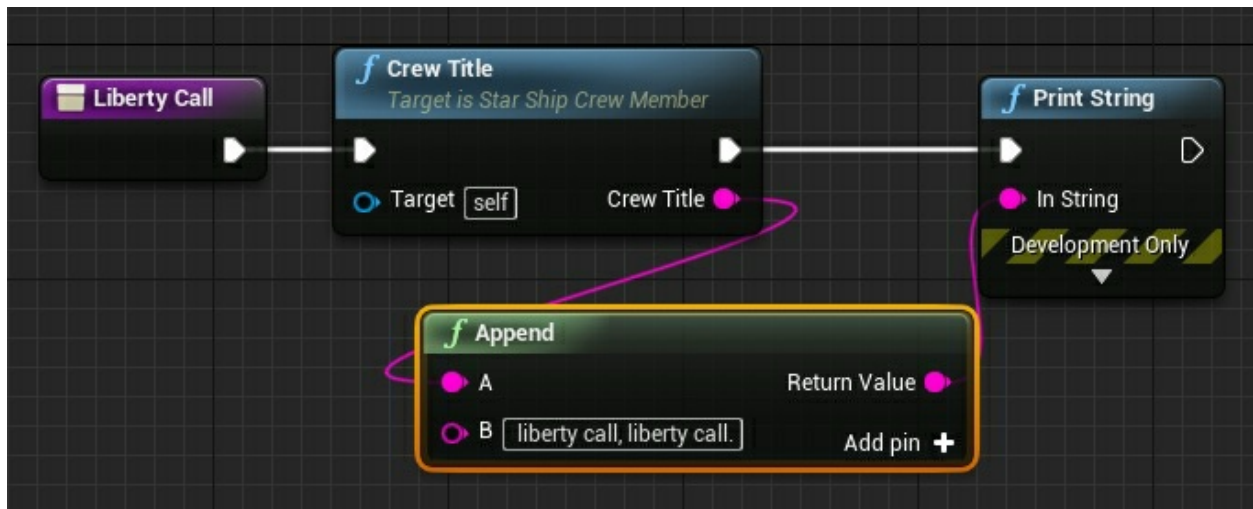 Liberty Call
f Crew Title
Target is Star Ship Crew Member
Target self
Crew Title
f Print String
In String
Development Only
f Append
A
Return Value
B liberty call, liberty call.
Add pin